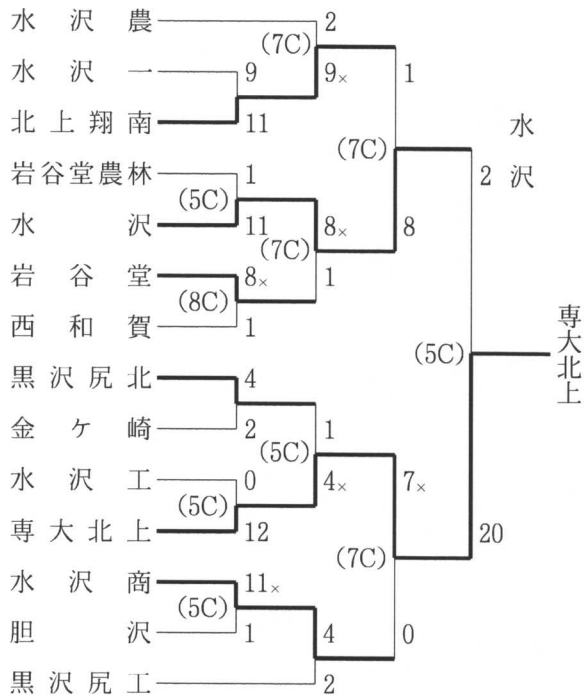 水沢農 2
(7C)
水沢一 9 9× 1
北上翔南 11
(7C)
水沢
岩谷堂農林 1 2
(5C)
水沢 11 8× 8
(7C)
岩谷堂 8× 1
(8C)
西和賀 1
専大北上
(5C)
黒沢尻北 4
金ケ崎 2 1
(5C)
水沢工 0 4× 7×
(5C)
専大北上 12 20
(7C)
水沢商 11×
(5C)
胆沢 1 4 0
黒沢尻工 2